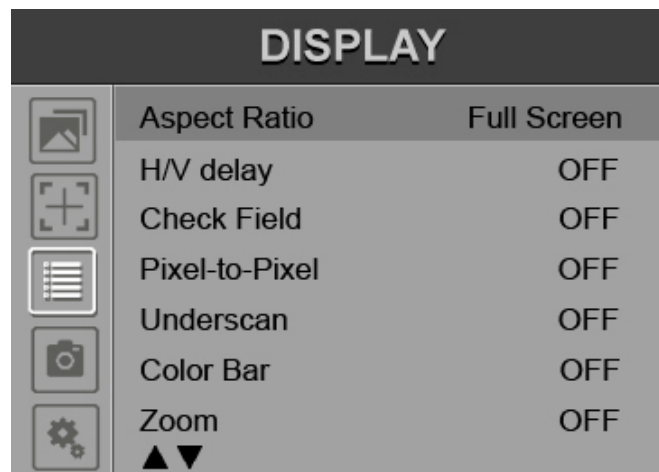 DISPLAY
Aspect Ratio Full Screen
H/V delay OFF
Check Field OFF
Pixel-to-Pixel OFF
Underscan OFF
Color Bar OFF
Zoom OFF
▲▼